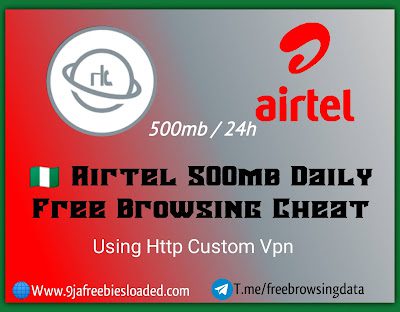 airtel
500mb / 24h
Airtel 500mb Daily
Free Browsing Cheat
Using Http Custom Vpn
Www.9jafreebiesloaded.com
T.me/freebrowsingdata